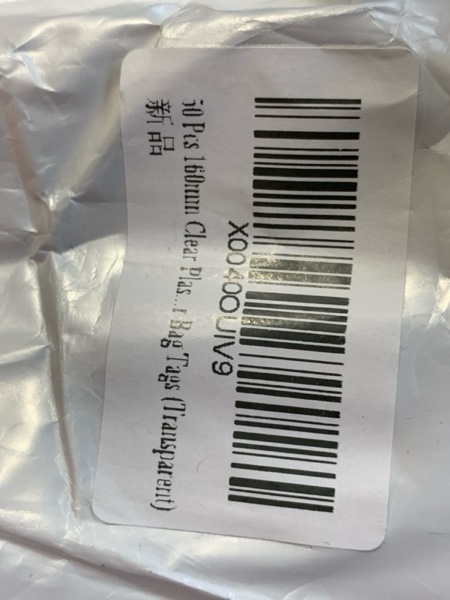 X0040OUIV9
50 Pcs 160mm Clear Plas...r Bag Tags (Transparent)
新品